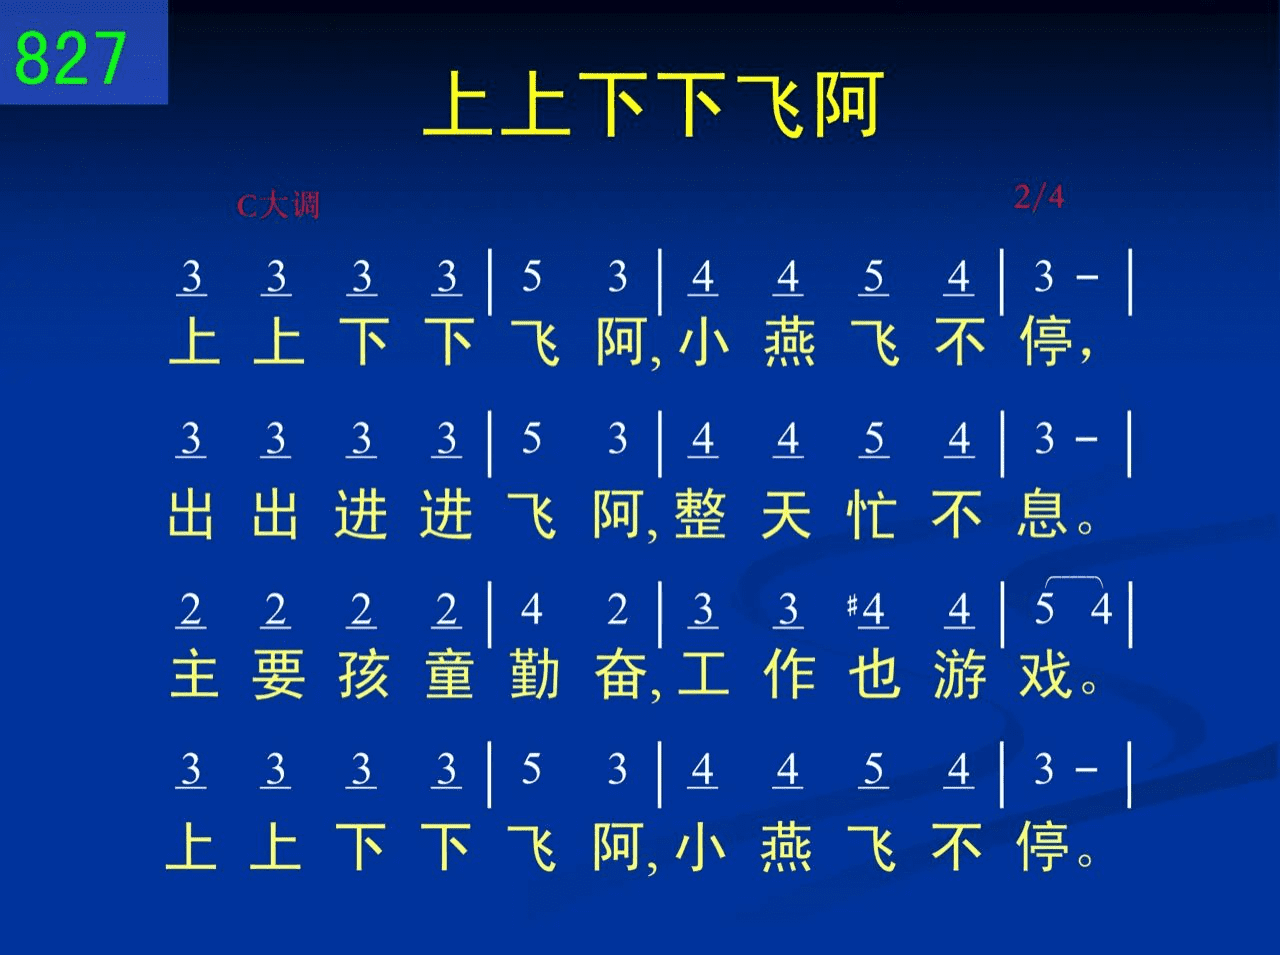 827
上上下下飞阿
C大调 2/4
3 3 3 3 | 5 3 | 4 4 5 4 | 3 － |
上 上 下 下 飞 阿, 小 燕 飞 不 停，
3 3 3 3 | 5 3 | 4 4 5 4 | 3 － |
出 出 进 进 飞 阿, 整 天 忙 不 息。
2 2 2 2 | 4 2 | 3 3 ♯4 4 | 5 4 |
主 要 孩 童 勤 奋, 工 作 也 游 戏。
3 3 3 3 | 5 3 | 4 4 5 4 | 3 － |
上 上 下 下 飞 阿, 小 燕 飞 不 停。